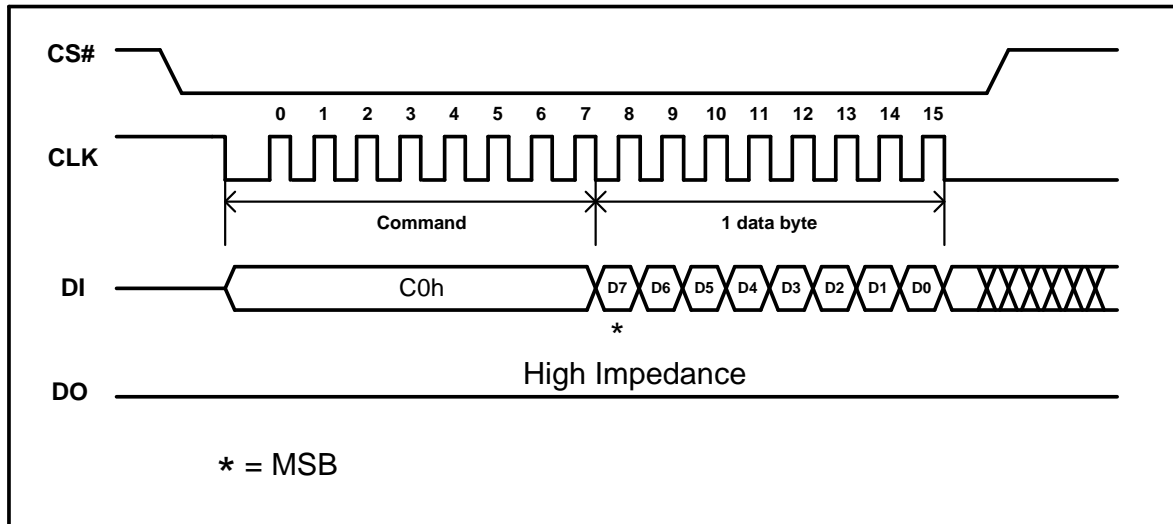 CS#
0 1 2 3 4 5 6 7 8 9 10 11 12 13 14 15
CLK
Command 1 data byte
DI C0h D7 D6 D5 D4 D3 D2 D1 D0
*
High Impedance
DO
* = MSB